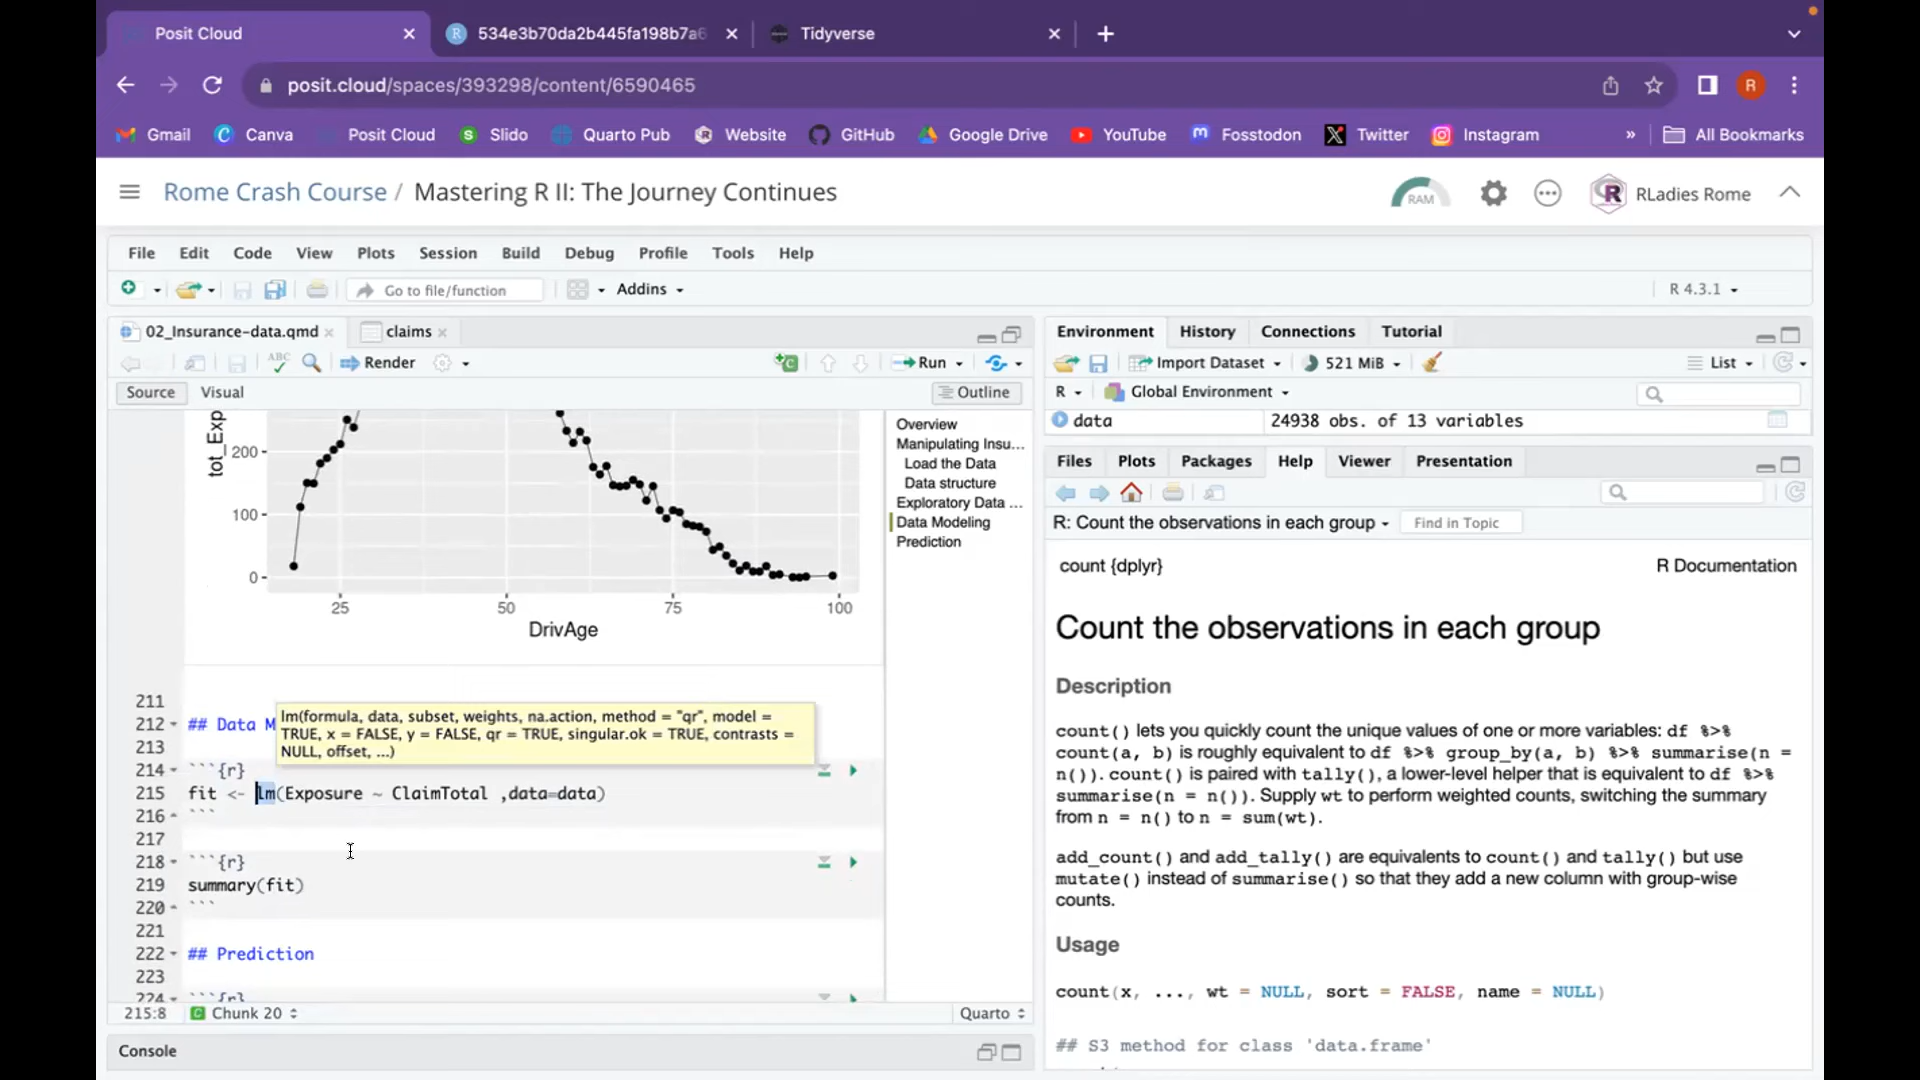 Posit Cloud
534e3b70da2b445fa198b7a6
Tidyverse
posit.cloud/spaces/393298/content/6590465
R
Gmail
Canva
Posit Cloud
Slido
Quarto Pub
Website
GitHub
Google Drive
YouTube
Fosstodon
Twitter
Instagram
»
All Bookmarks
Rome Crash Course / Mastering R II: The Journey Continues
RAM
RLadies Rome
File Edit Code View Plots Session Build Debug Profile Tools Help
Go to file/function
Addins
R 4.3.1
02_Insurance-data.qmd
claims
ABC
Render
Run
Source
Visual
Outline
tot_Exp
200
100
0
25 50 75 100
DrivAge
Overview
Manipulating Insu...
Load the Data
Data structure
Exploratory Data ...
Data Modeling
Prediction
211
212 ## Data M
lm(formula, data, subset, weights, na.action, method = "qr", model =
TRUE, x = FALSE, y = FALSE, qr = TRUE, singular.ok = TRUE, contrasts =
NULL, offset, ...)
213
214 ```{r}
215 fit <- lm(Exposure ~ ClaimTotal ,data=data)
216 ```
217
218 ```{r}
219 summary(fit)
220 ```
221
222 ## Prediction
223
224 ```{r}
215:8
Chunk 20
Quarto
Console
Environment History Connections Tutorial
Import Dataset
521 MiB
List
R
Global Environment
data
24938 obs. of 13 variables
Files Plots Packages Help Viewer Presentation
R: Count the observations in each group
Find in Topic
count {dplyr}
R Documentation
Count the observations in each group
Description
count() lets you quickly count the unique values of one or more variables: df %>%
count(a, b) is roughly equivalent to df %>% group_by(a, b) %>% summarise(n =
n()). count() is paired with tally(), a lower-level helper that is equivalent to df %>%
summarise(n = n()). Supply wt to perform weighted counts, switching the summary
from n = n() to n = sum(wt).
add_count() and add_tally() are equivalents to count() and tally() but use
mutate() instead of summarise() so that they add a new column with group-wise
counts.
Usage
count(x, ..., wt = NULL, sort = FALSE, name = NULL)
## S3 method for class 'data.frame'